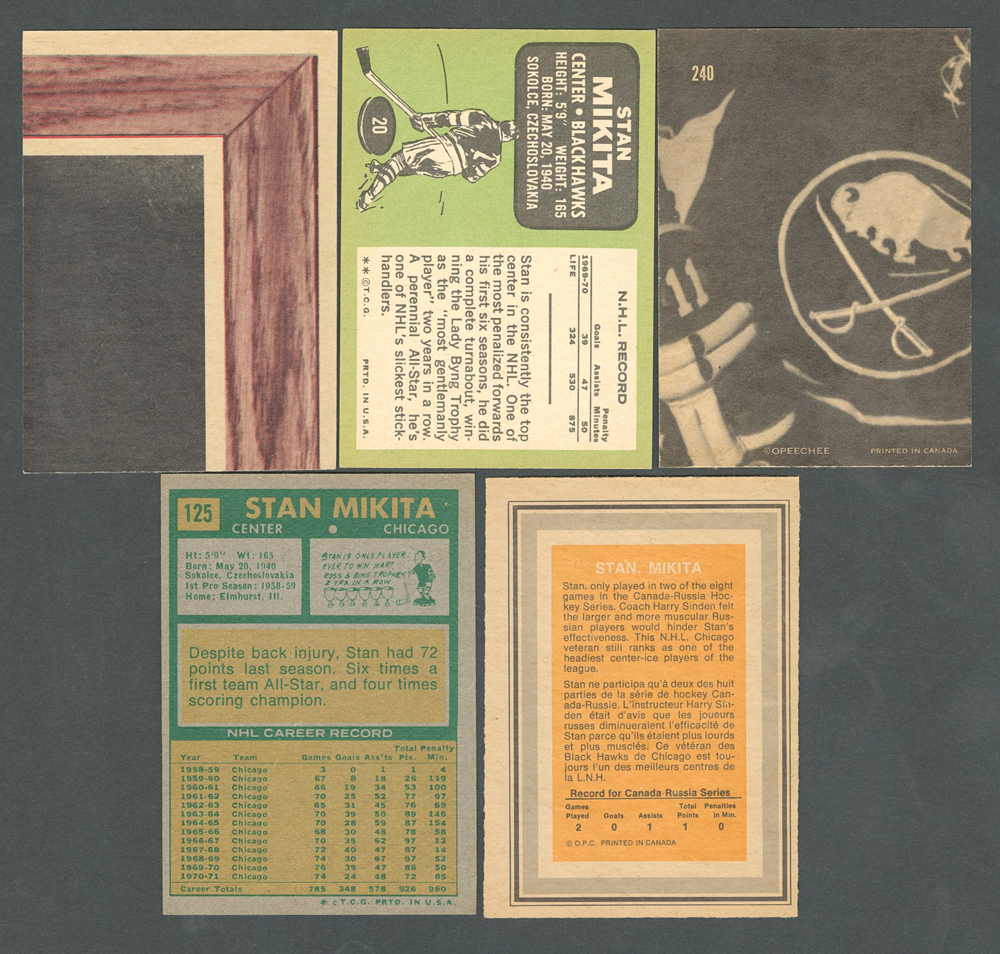 STAN
MIKITA
CENTER • BLACK HAWKS
HEIGHT: 5'9" WEIGHT: 165
BORN: MAY 20, 1940
SOKOLCE, CZECHOSLOVAKIA
20
N.H.L. RECORD
Goals Assists Penalty Minutes
1969-70 39 47 50
LIFE 324 530 875
Stan is consistently the top
center in the NHL. One of
the most penalized forwards
his first six seasons, he did
a complete turnabout, win-
ning the Lady Byng Trophy
as the "most gentlemanly
player" two years in a row.
A perennial All-Star, he's
one of NHL's slickest stick-
handlers.
**©T.C.G. PRTD. IN U.S.A.
240
11
©OPEECHEE PRINTED IN CANADA
125 STAN MIKITA
CENTER CHICAGO
Ht: 5'9" Wt: 165
Born: May 20, 1940
Sokolce, Czechoslovakia
1st Pro Season: 1958-59
Home: Elmhurst, Ill.
STAN IS ONLY PLAYER
EVER TO WIN HART
ROSS & BING TROPHIES
2 YRS. IN A ROW
Despite back injury, Stan had 72
points last season. Six times a
first team All-Star, and four times
scoring champion.
NHL CAREER RECORD
Year Team Games Goals Ass'ts Total Pts. Penalty Min.
1958-59 Chicago 3 0 1 1 4
1959-60 Chicago 67 8 18 26 119
1960-61 Chicago 66 19 34 53 100
1961-62 Chicago 70 25 52 77 97
1962-63 Chicago 65 31 45 76 69
1963-64 Chicago 70 39 50 89 146
1964-65 Chicago 70 28 59 87 154
1965-66 Chicago 68 30 48 78 58
1966-67 Chicago 70 35 62 97 12
1967-68 Chicago 72 40 47 87 14
1968-69 Chicago 74 30 67 97 52
1969-70 Chicago 76 39 47 86 50
1970-71 Chicago 74 24 48 72 85
Career Totals 785 348 578 926 960
* © T.C.G. PRTD. IN U.S.A.
STAN. MIKITA
Stan. only played in two of the eight
games in the Canada-Russia Hoc-
key Series. Coach Harry Sinden felt
the larger and more muscular Rus-
sian players would hinder Stan's
effectiveness. This N.H.L. Chicago
veteran still ranks as one of the
headiest center-ice players of the
league.
Stan ne participa qu'à deux des huit
parties de la série de hockey Can-
ada-Russie. L'instructeur Harry Sin-
den était d'avis que les joueurs
russes diminueraient l'efficacité de
Stan parce qu'ils étaient plus lourds
et plus musclés. Ce vétéran des
Black Hawks de Chicago est tou-
jours l'un des meilleurs centres de
la L.N.H.
Record for Canada-Russia Series
Games Played Goals Assists Total Points Penalties In Min.
2 0 1 1 0
© O.P.C. PRINTED IN CANADA